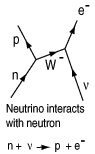 e⁻
p
W⁻
n
ν
Neutrino interacts
with neutron
n + ν → p + e⁻